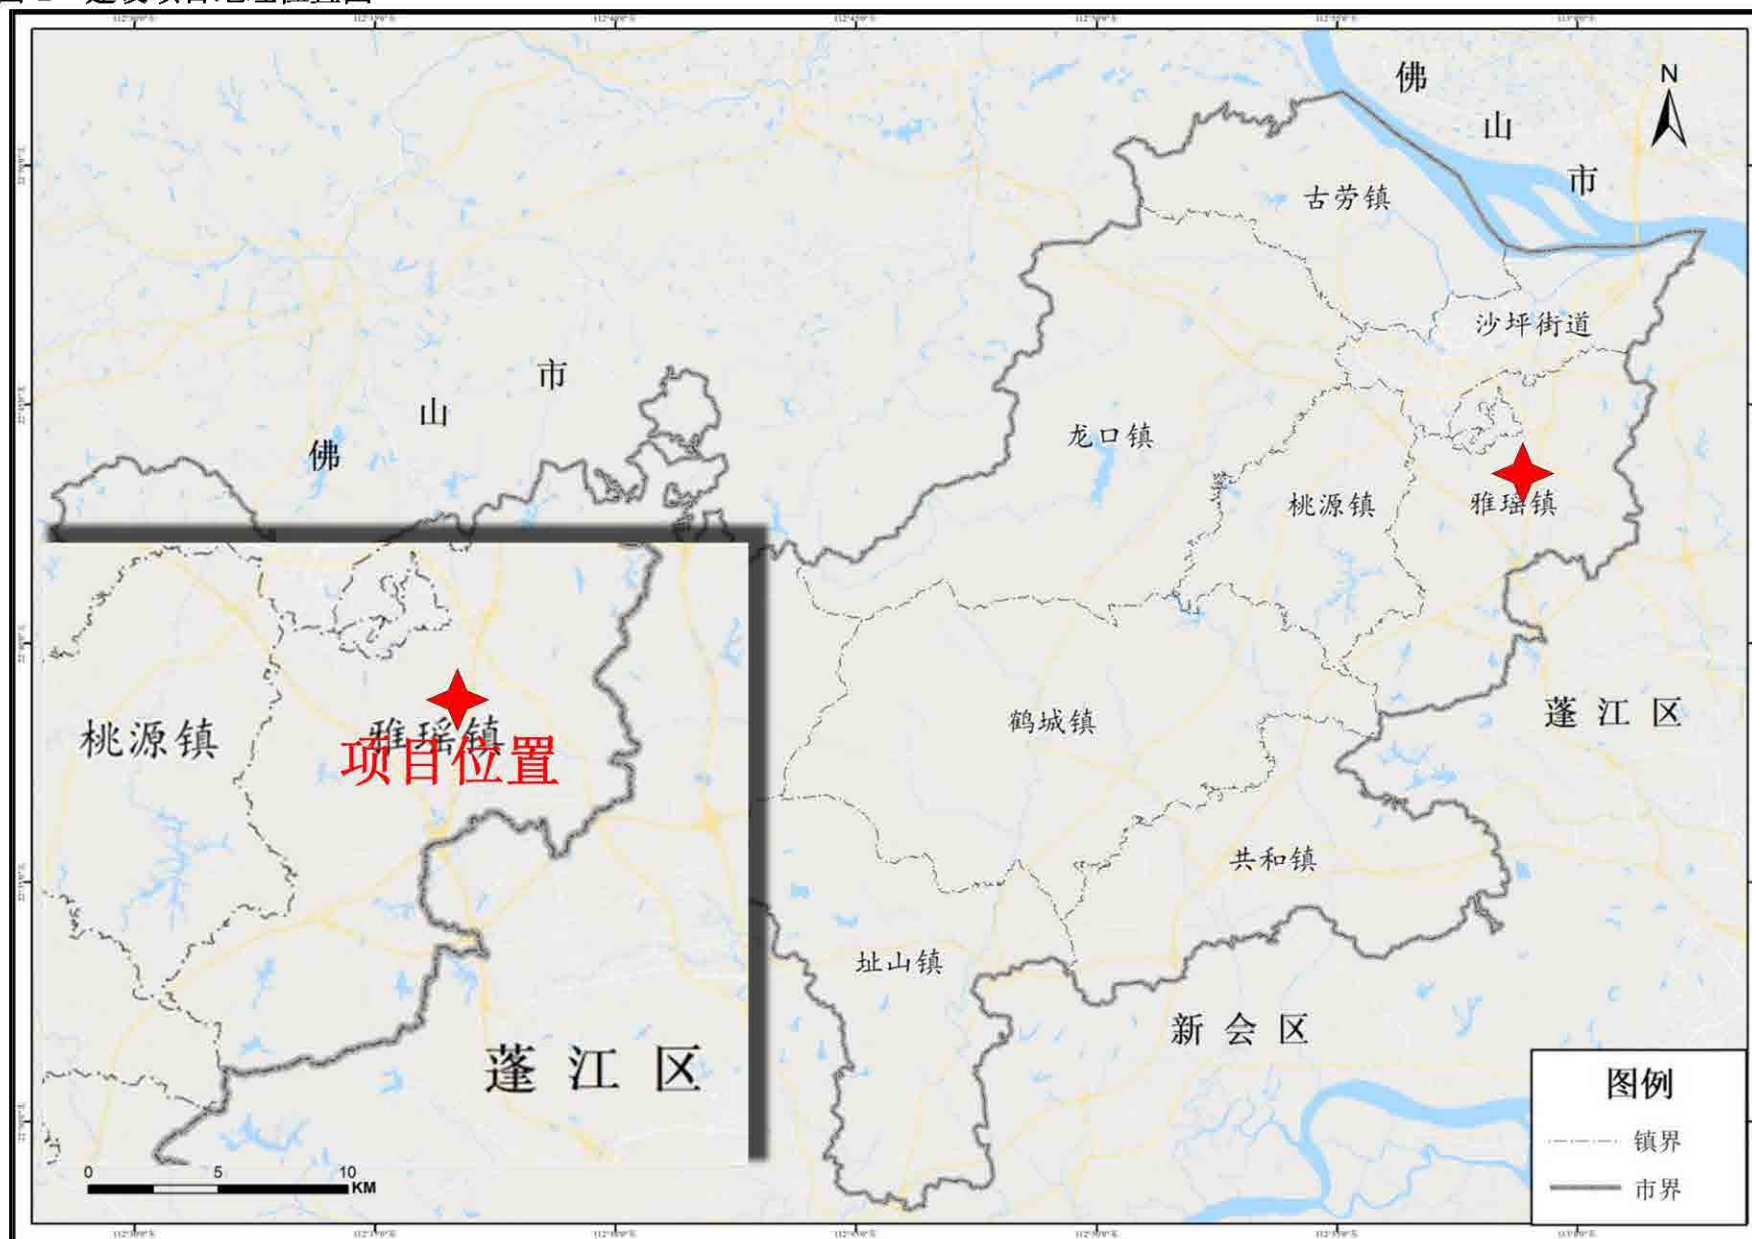 佛
山
市
N
古劳镇
沙坪街道
市
山
佛
龙口镇
桃源镇
雅瑶镇
桃源镇
雅瑶镇
项目位置
鹤城镇
蓬江区
共和镇
址山镇
新会区
蓬江区
图例
镇界
市界
0 5 10
KM